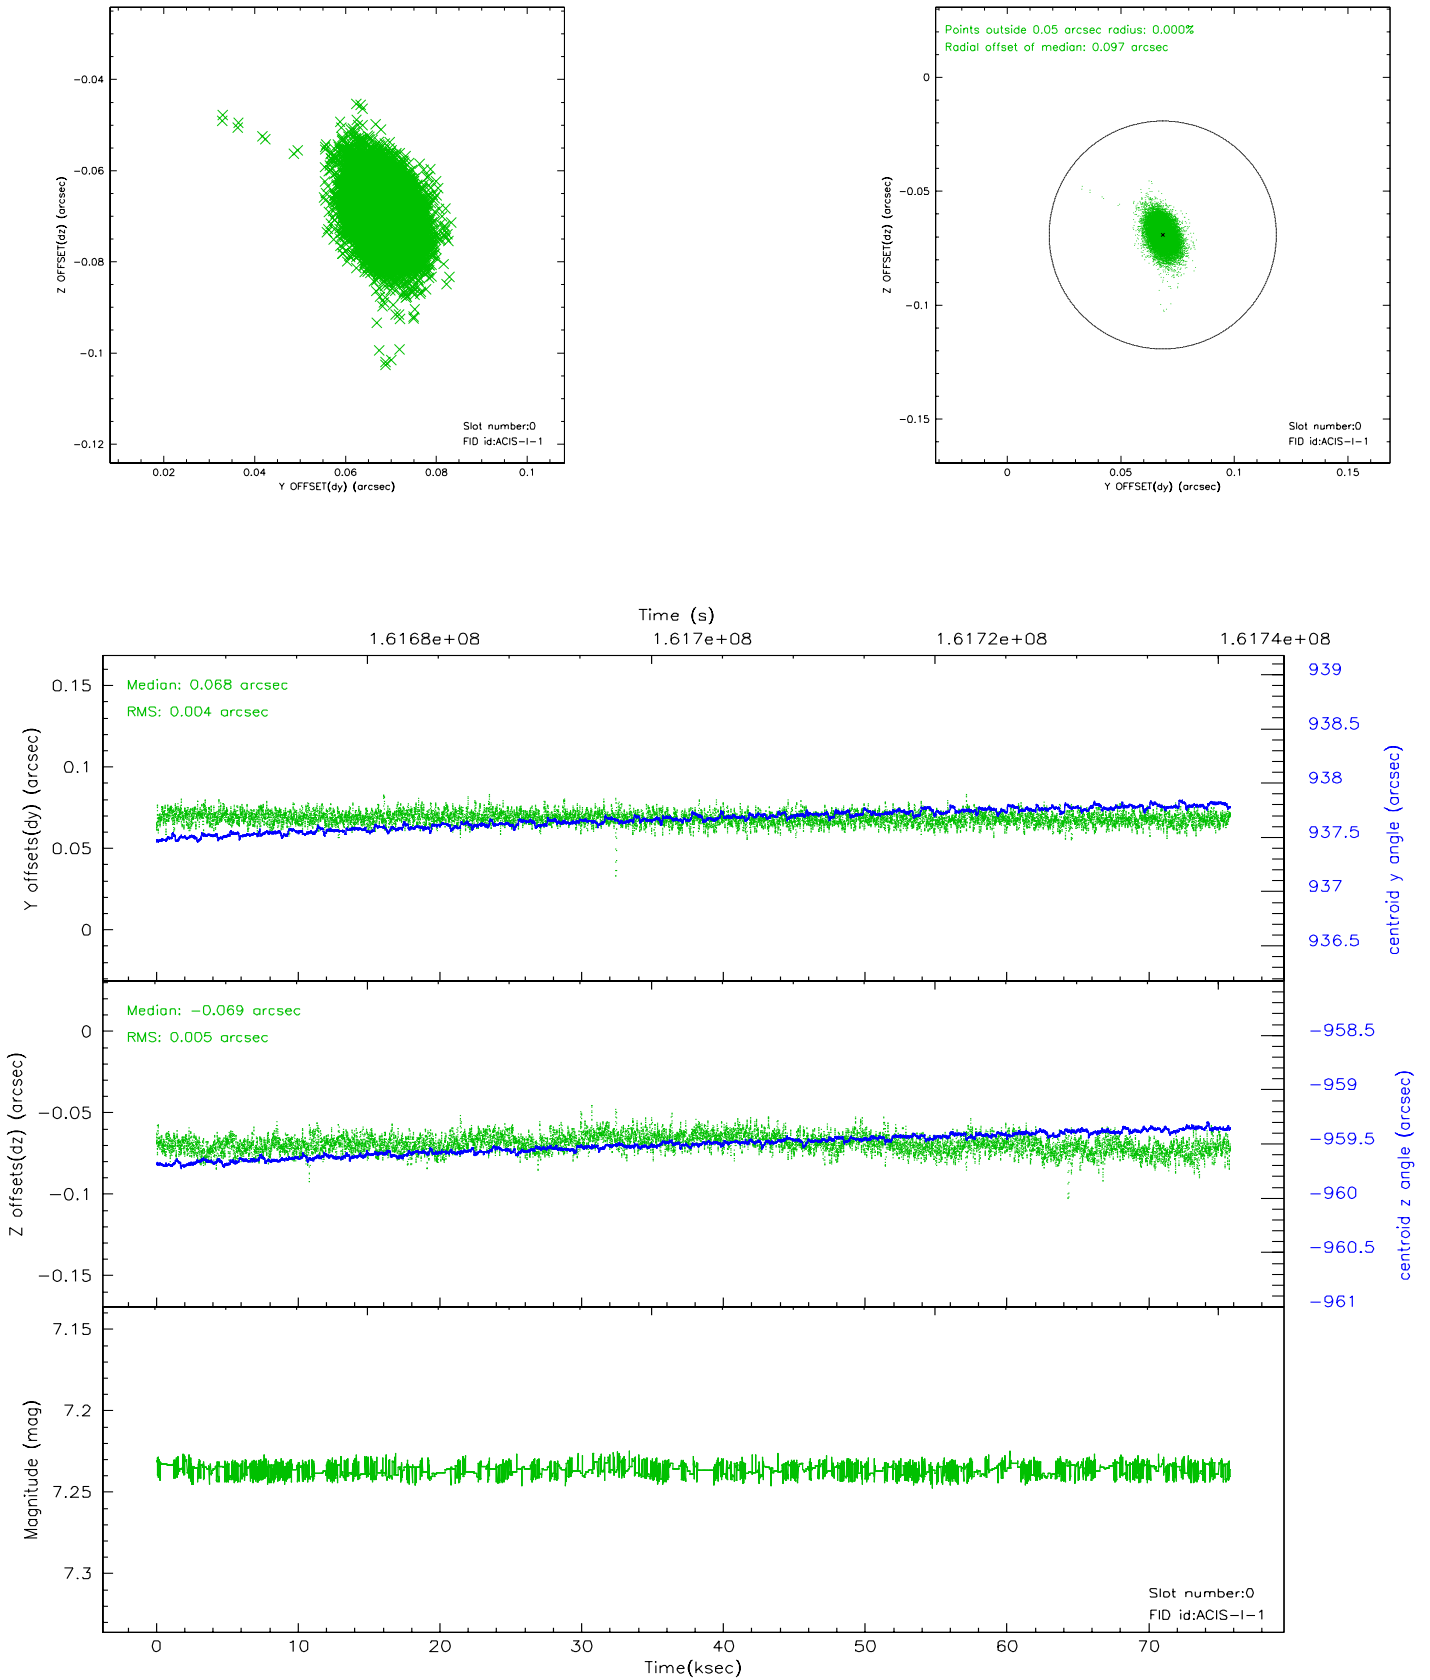 −0.04
−0.06
−0.08
−0.1
−0.12
Z OFFSET(dz) (arcsec)
0.02 0.04 0.06 0.08 0.1
Y OFFSET(dy) (arcsec)
Slot number:0
FID id:ACIS−I−1
Points outside 0.05 arcsec radius: 0.000%
Radial offset of median: 0.097 arcsec
0
−0.05
−0.1
−0.15
Z OFFSET(dz) (arcsec)
0 0.05 0.1 0.15
Y OFFSET(dy) (arcsec)
Slot number:0
FID id:ACIS−I−1
Time (s)
1.6168e+08 1.617e+08 1.6172e+08 1.6174e+08
Median: 0.068 arcsec
RMS: 0.004 arcsec
0.15
0.1
0.05
0
Y offsets(dy) (arcsec)
939
938.5
938
937.5
937
936.5
centroid y angle (arcsec)
Median: −0.069 arcsec
RMS: 0.005 arcsec
0
−0.05
−0.1
−0.15
Z offsets(dz) (arcsec)
−958.5
−959
−959.5
−960
−960.5
−961
centroid z angle (arcsec)
7.15
7.2
7.25
7.3
Magnitude (mag)
Slot number:0
FID id:ACIS−I−1
0 10 20 30 40 50 60 70
Time(ksec)